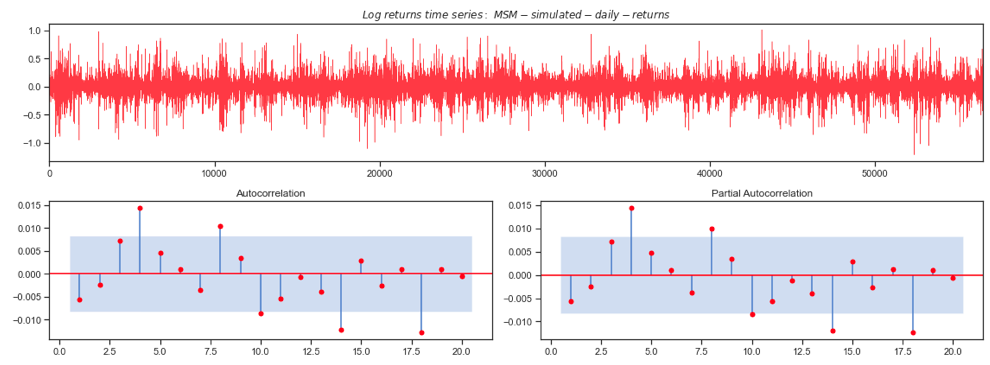 Log returns time series: MSM − simulated − daily − returns
1.0
0.5
0.0
−0.5
−1.0
0 10000 20000 30000 40000 50000
Autocorrelation
0.015
0.010
0.005
0.000
−0.005
−0.010
0.0 2.5 5.0 7.5 10.0 12.5 15.0 17.5 20.0
Partial Autocorrelation
0.015
0.010
0.005
0.000
−0.005
−0.010
0.0 2.5 5.0 7.5 10.0 12.5 15.0 17.5 20.0